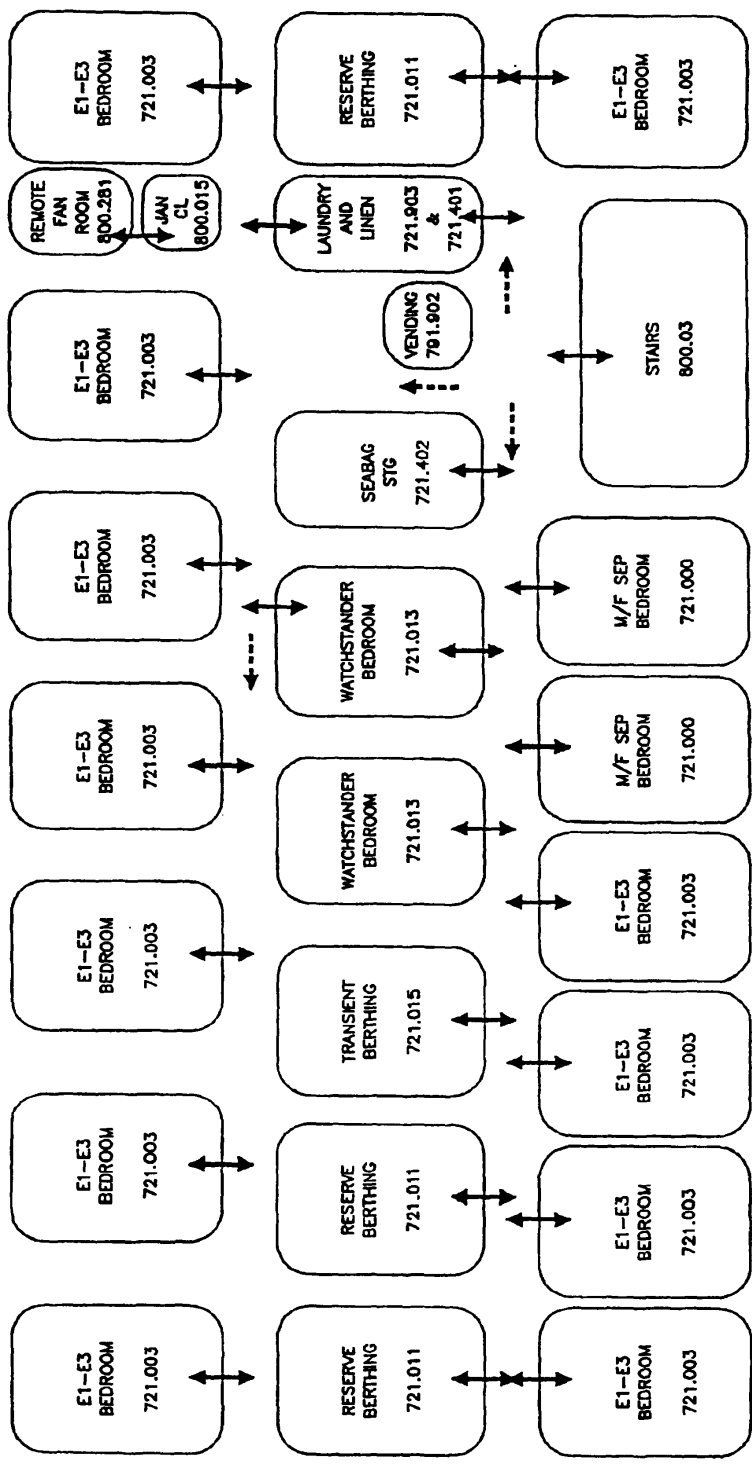 E1-E3
BEDROOM
721.003
E1-E3
BEDROOM
721.003
E1-E3
BEDROOM
721.003
E1-E3
BEDROOM
721.003
E1-E3
BEDROOM
721.003
E1-E3
BEDROOM
721.003
REMOTE
FAN
ROOM
800.281
JAN
CL
800.015
E1-E3
BEDROOM
721.003
RESERVE
BERTHING
721.011
RESERVE
BERTHING
721.011
TRANSIENT
BERTHING
721.015
WATCHSTANDER
BEDROOM
721.013
WATCHSTANDER
BEDROOM
721.013
SEABAG
STG
721.402
VENDING
791.902
LAUNDRY
AND
LINEN
721.903
&
721.401
RESERVE
BERTHING
721.011
E1-E3
BEDROOM
721.003
E1-E3
BEDROOM
721.003
E1-E3
BEDROOM
721.003
E1-E3
BEDROOM
721.003
M/F SEP
BEDROOM
721.000
M/F SEP
BEDROOM
721.000
STAIRS
800.03
E1-E3
BEDROOM
721.003